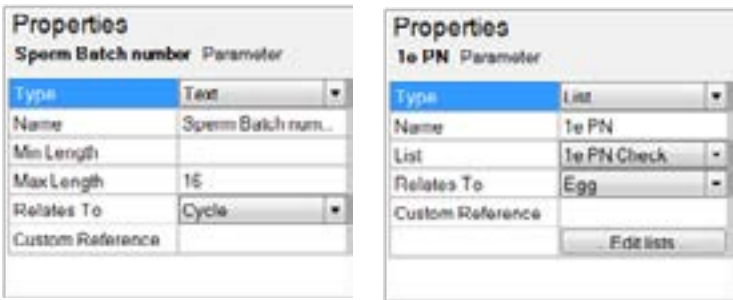 Properties
Sperm Batch number Parameter
Type Text
Name Sperm Batch num...
Min Length
Max Length 16
Relates To Cycle
Custom Reference
Properties
1e PN Parameter
Type List
Name 1e PN
List 1e PN Check
Relates To Egg
Custom Reference
Edit lists